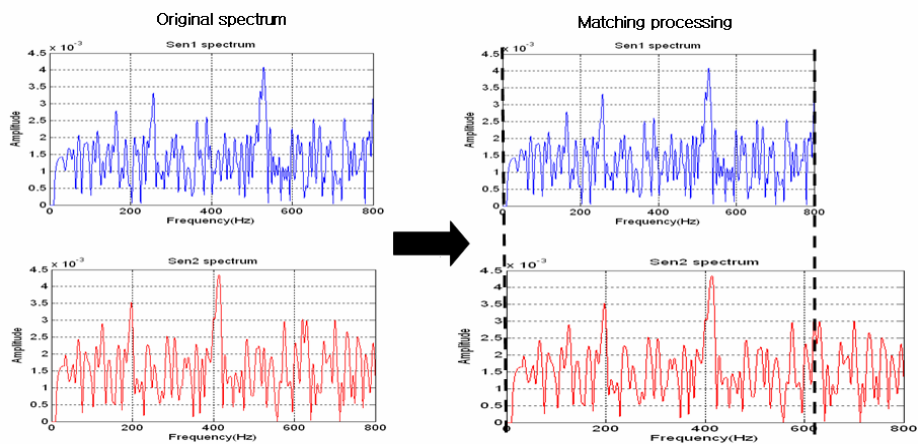 Original spectrum
Matching processing
Sen1 spectrum
x 10⁻³
4.5
4
3.5
3
2.5
2
1.5
1
0.5
0
Amplitude
0 200 400 600 800
Frequency(Hz)
Sen1 spectrum
x 10⁻³
4.5
4
3.5
3
2.5
2
1.5
1
0.5
Amplitude
200 400 600 800
Frequency(Hz)
Sen2 spectrum
x 10⁻³
4.5
4
3.5
3
2.5
2
1.5
1
0.5
0
Amplitude
0 200 400 600 800
Frequency(Hz)
Sen2 spectrum
x 10⁻³
4.5
4
3.5
3
2.5
2
1.5
1
0.5
0
Amplitude
0 200 400 600 800
Frequency(Hz)